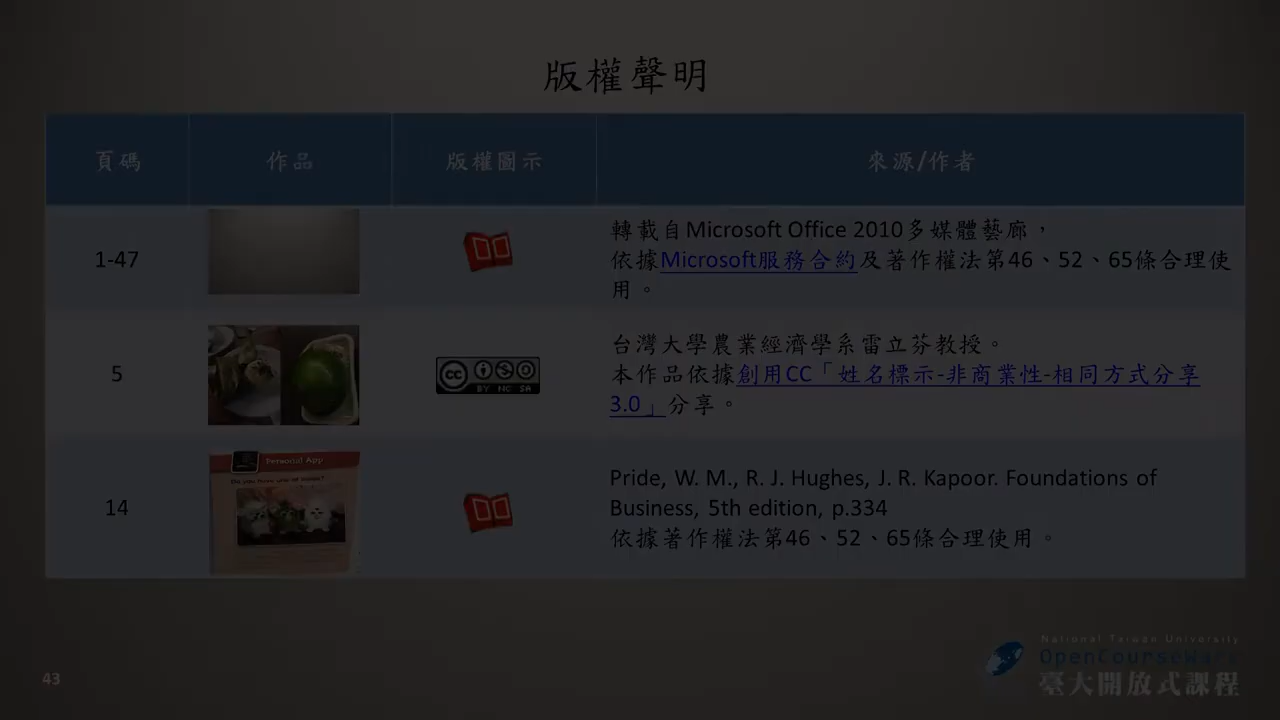 版權聲明
頁碼 作品 版權圖示 來源/作者
1-47
轉載自Microsoft Office 2010多媒體藝廊，
依據Microsoft服務合約及著作權法第46、52、65條合理使
用。
5
BY NC SA
台灣大學農業經濟學系雷立芬教授。
本作品依據創用CC「姓名標示-非商業性-相同方式分享
3.0」分享。
14
Personal App
Pride, W. M., R. J. Hughes, J. R. Kapoor. Foundations of
Business, 5th edition, p.334
依據著作權法第46、52、65條合理使用。
43
National Taiwan University
OpenCourseWare
臺大開放式課程